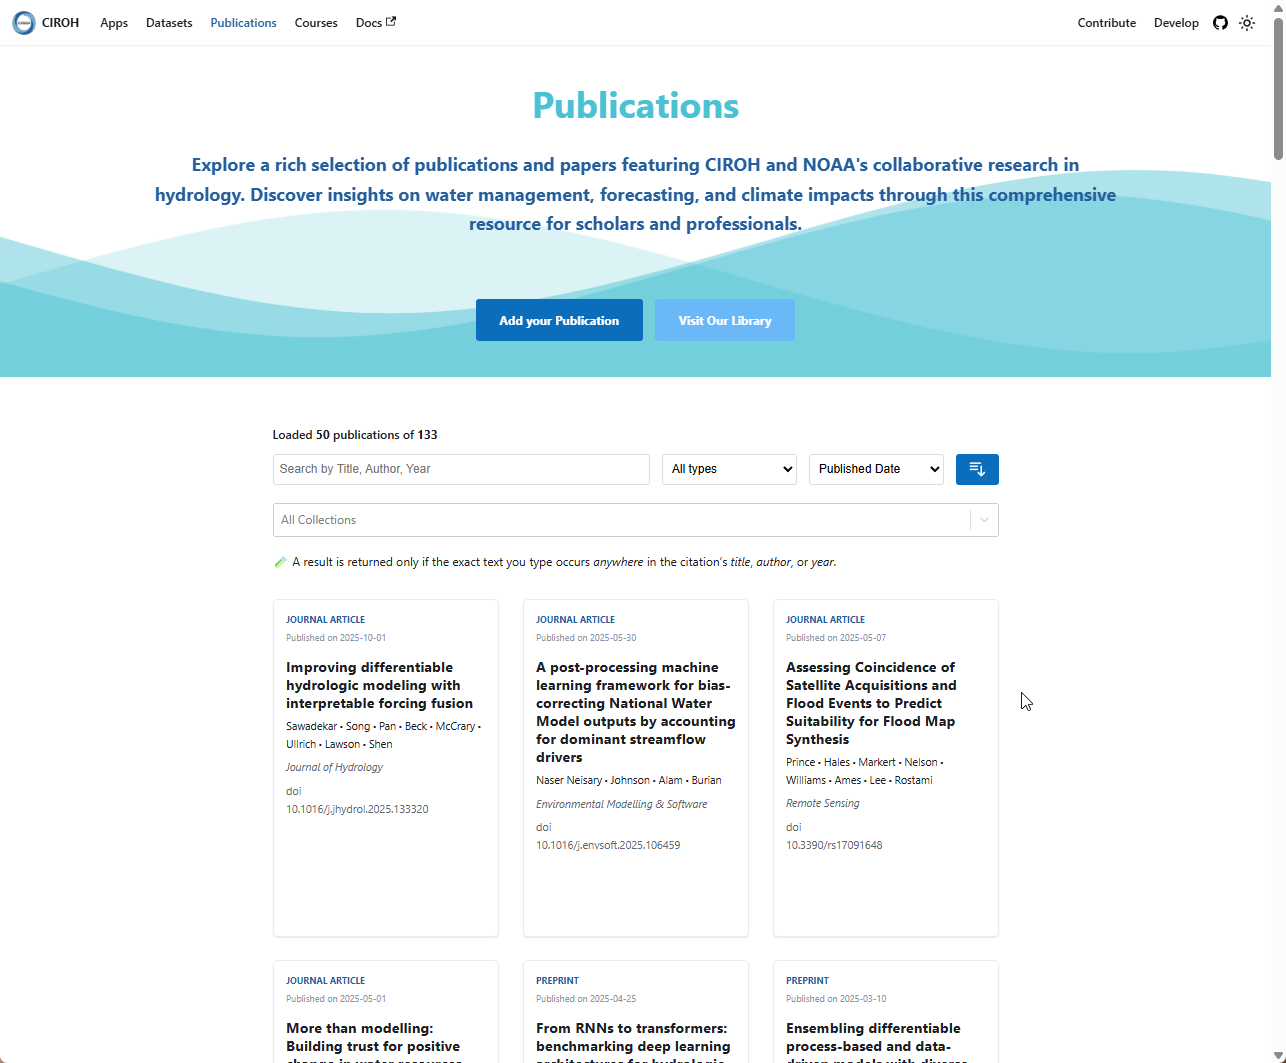 CIROH Apps Datasets Publications Courses Docs Contribute Develop
Publications
Explore a rich selection of publications and papers featuring CIROH and NOAA's collaborative research in
hydrology. Discover insights on water management, forecasting, and climate impacts through this comprehensive
resource for scholars and professionals.
Add your Publication Visit Our Library
Loaded 50 publications of 133
Search by Title, Author, Year All types Published Date
All Collections
A result is returned only if the exact text you type occurs anywhere in the citation's title, author, or year.
JOURNAL ARTICLE
Published on 2025-10-01
Improving differentiable
hydrologic modeling with
interpretable forcing fusion
Sawadekar • Song • Pan • Beck • McCrary •
Ullrich • Lawson • Shen
Journal of Hydrology
doi
10.1016/j.jhydrol.2025.133320
JOURNAL ARTICLE
Published on 2025-05-30
A post-processing machine
learning framework for bias-
correcting National Water
Model outputs by accounting
for dominant streamflow
drivers
Naser Neisary • Johnson • Alam • Burian
Environmental Modelling & Software
doi
10.1016/j.envsoft.2025.106459
JOURNAL ARTICLE
Published on 2025-05-07
Assessing Coincidence of
Satellite Acquisitions and
Flood Events to Predict
Suitability for Flood Map
Synthesis
Prince • Hales • Markert • Nelson •
Williams • Ames • Lee • Rostami
Remote Sensing
doi
10.3390/rs17091648
JOURNAL ARTICLE
Published on 2025-05-01
More than modelling:
Building trust for positive
change in water resources
PREPRINT
Published on 2025-04-25
From RNNs to transformers:
benchmarking deep learning
architectures for hydrologic
PREPRINT
Published on 2025-03-10
Ensembling differentiable
process-based and data-
driven models with diverse